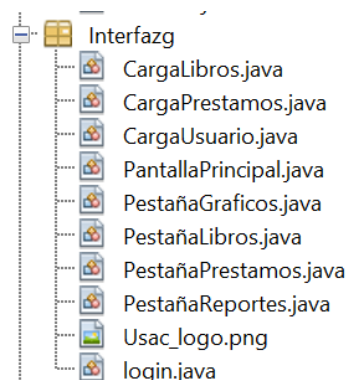 Interfazg
CargaLibros.java
CargaPrestamos.java
CargaUsuario.java
PantallaPrincipal.java
PestañaGraficos.java
PestañaLibros.java
PestañaPrestamos.java
PestañaReportes.java
Usac_logo.png
login.java